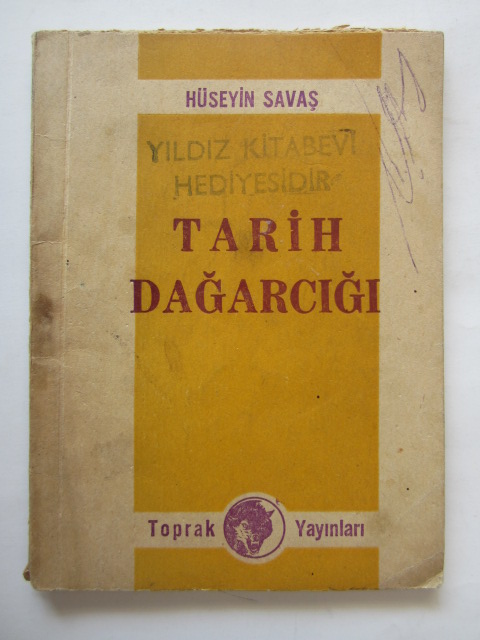 HÜSEYİN SAVAŞ
YILDIZ KİTABEVİ
HEDİYESİDİR
TARİH
DAĞARCIĞI
Toprak Yayınları